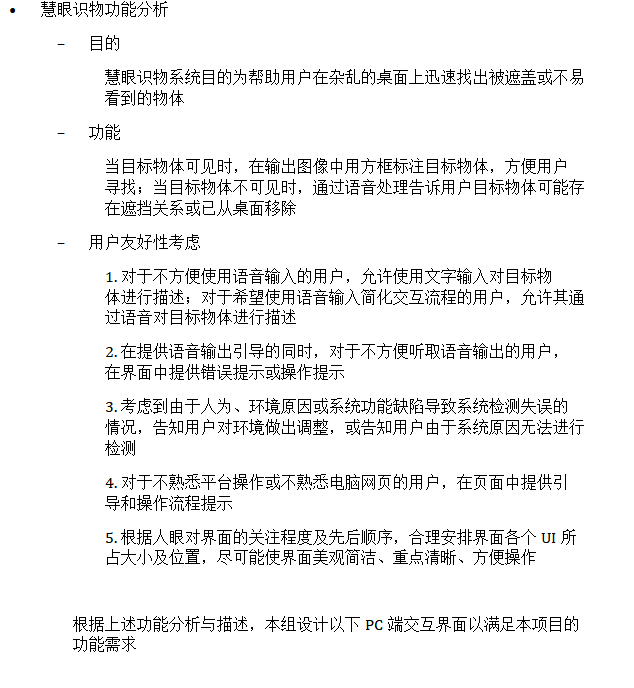 • 慧眼识物功能分析
– 目的
慧眼识物系统目的为帮助用户在杂乱的桌面上迅速找出被遮盖或不易
看到的物体
– 功能
当目标物体可见时，在输出图像中用方框标注目标物体，方便用户
寻找；当目标物体不可见时，通过语音处理告诉用户目标物体可能存
在遮挡关系或已从桌面移除
– 用户友好性考虑
1. 对于不方便使用语音输入的用户，允许使用文字输入对目标物
体进行描述；对于希望使用语音输入简化交互流程的用户，允许其通
过语音对目标物体进行描述
2. 在提供语音输出引导的同时，对于不方便听取语音输出的用户，
在界面中提供错误提示或操作提示
3. 考虑到由于人为、环境原因或系统功能缺陷导致系统检测失误的
情况，告知用户对环境做出调整，或告知用户由于系统原因无法进行
检测
4. 对于不熟悉平台操作或不熟悉电脑网页的用户，在页面中提供引
导和操作流程提示
5. 根据人眼对界面的关注程度及先后顺序，合理安排界面各个 UI 所
占大小及位置，尽可能使界面美观简洁、重点清晰、方便操作
根据上述功能分析与描述，本组设计以下 PC 端交互界面以满足本项目的
功能需求